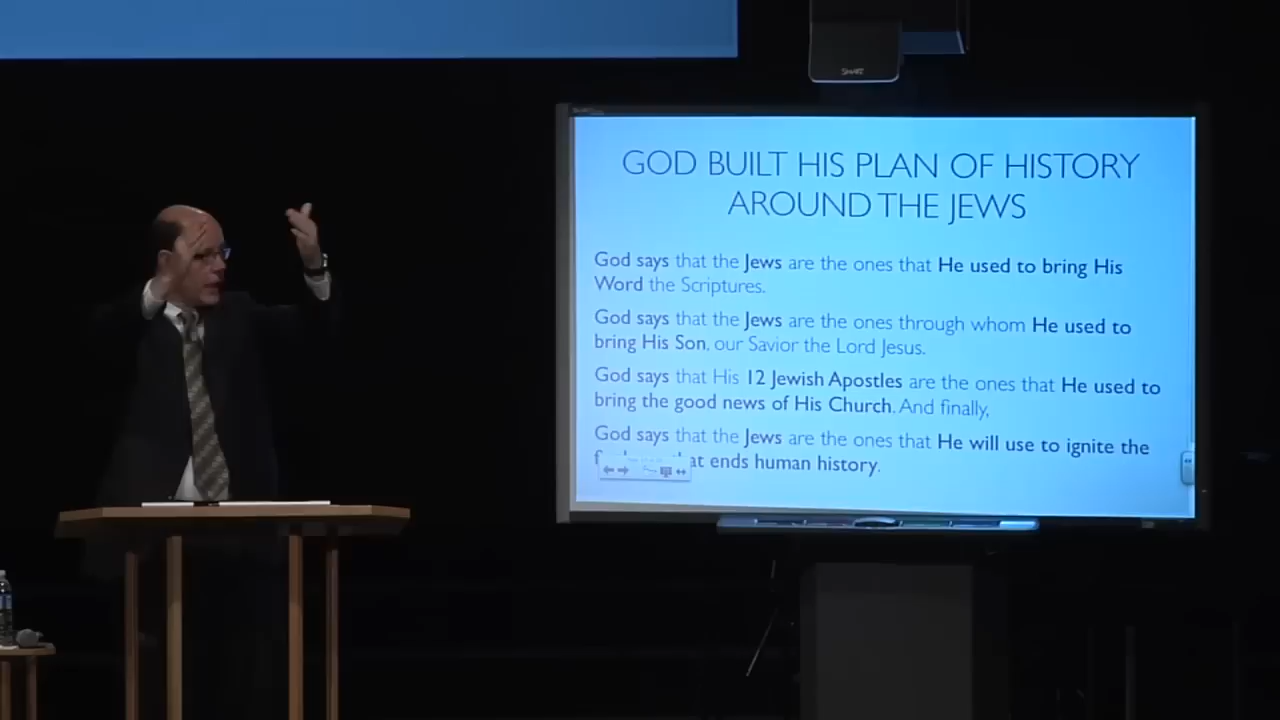 SMART
GOD BUILT HIS PLAN OF HISTORY
AROUND THE JEWS
God says that the Jews are the ones that He used to bring His
Word the Scriptures.
God says that the Jews are the ones through whom He used to
bring His Son, our Savior the Lord Jesus.
God says that His 12 Jewish Apostles are the ones that He used to
bring the good news of His Church. And finally,
God says that the Jews are the ones that He will use to ignite the
at ends human history.